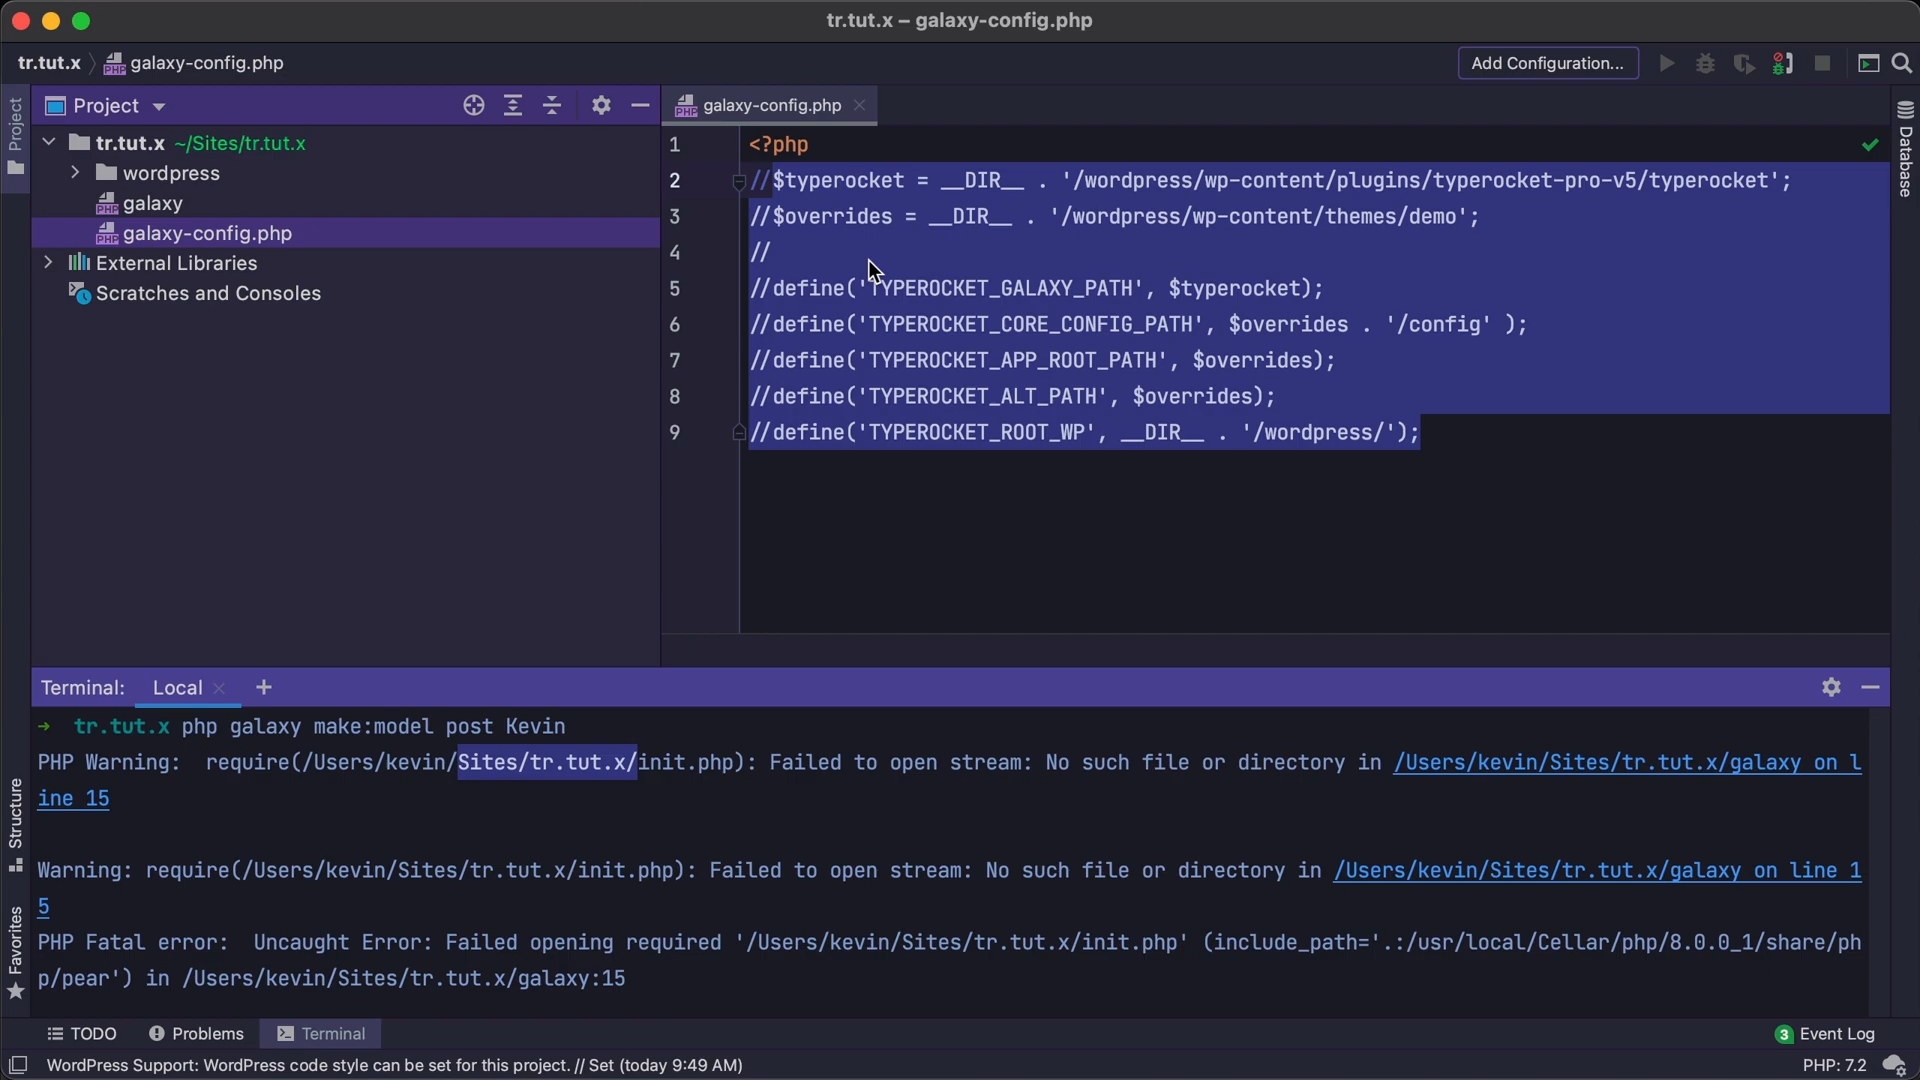 tr.tut.x – galaxy-config.php
tr.tut.x galaxy-config.php
Add Configuration...
Project
Project
galaxy-config.php
Database
tr.tut.x ~/Sites/tr.tut.x
wordpress
galaxy
galaxy-config.php
External Libraries
Scratches and Consoles
1 <?php
2 //$typerocket = __DIR__ . '/wordpress/wp-content/plugins/typerocket-pro-v5/typerocket';
3 //$overrides = __DIR__ . '/wordpress/wp-content/themes/demo';
4 //
5 //define('TYPEROCKET_GALAXY_PATH', $typerocket);
6 //define('TYPEROCKET_CORE_CONFIG_PATH', $overrides . '/config' );
7 //define('TYPEROCKET_APP_ROOT_PATH', $overrides);
8 //define('TYPEROCKET_ALT_PATH', $overrides);
9 //define('TYPEROCKET_ROOT_WP', __DIR__ . '/wordpress/');
Terminal: Local
→ tr.tut.x php galaxy make:model post Kevin
PHP Warning:  require(/Users/kevin/Sites/tr.tut.x/init.php): Failed to open stream: No such file or directory in /Users/kevin/Sites/tr.tut.x/galaxy on l
ine 15
Warning: require(/Users/kevin/Sites/tr.tut.x/init.php): Failed to open stream: No such file or directory in /Users/kevin/Sites/tr.tut.x/galaxy on line 1
5
PHP Fatal error:  Uncaught Error: Failed opening required '/Users/kevin/Sites/tr.tut.x/init.php' (include_path='.:/usr/local/Cellar/php/8.0.0_1/share/ph
p/pear') in /Users/kevin/Sites/tr.tut.x/galaxy:15
Structure
Favorites
TODO Problems Terminal
3 Event Log
WordPress Support: WordPress code style can be set for this project. // Set (today 9:49 AM)
PHP: 7.2